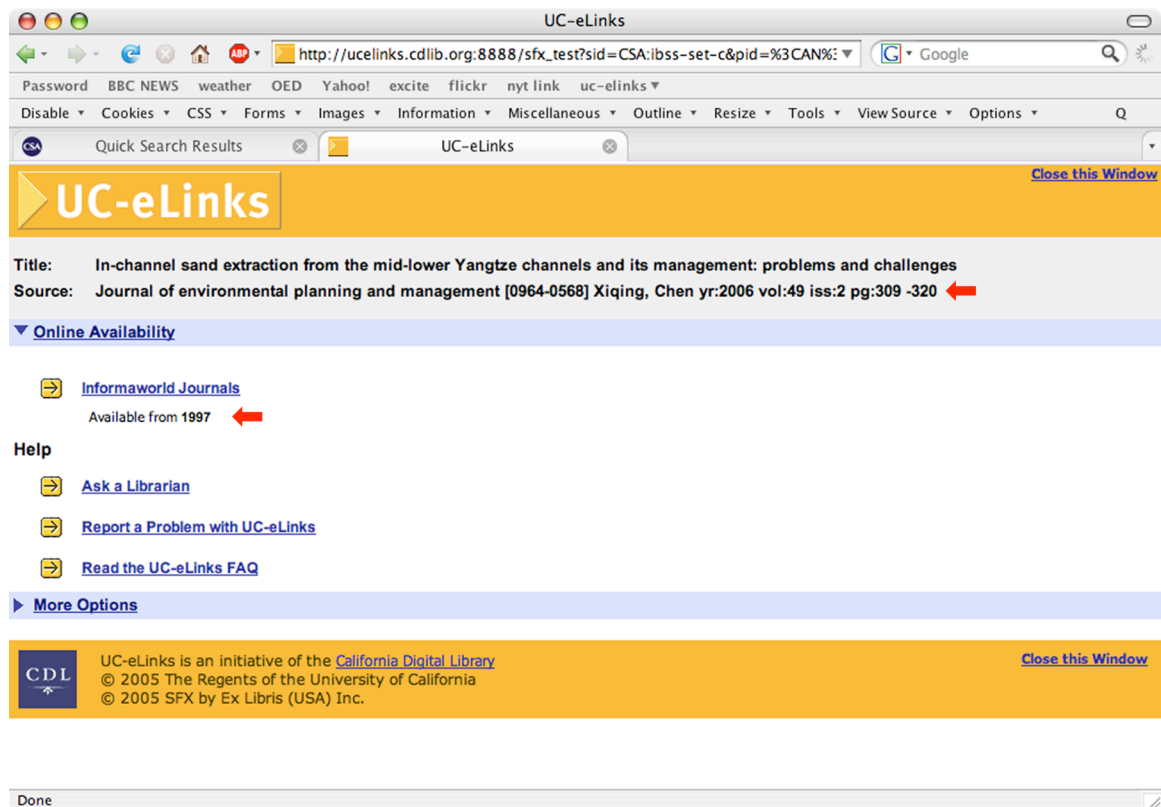 UC-eLinks
ABP
http://ucelinks.cdlib.org:8888/sfx_test?sid=CSA:ibss-set-c&pid=%3CAN%3
G Google
Password BBC NEWS weather OED Yahoo! excite flickr nyt link uc-elinks
Disable Cookies CSS Forms Images Information Miscellaneous Outline Resize Tools View Source Options Q
CSA Quick Search Results UC-eLinks
Close this Window
UC-eLinks
Title: In-channel sand extraction from the mid-lower Yangtze channels and its management: problems and challenges
Source: Journal of environmental planning and management [0964-0568] Xiqing, Chen yr:2006 vol:49 iss:2 pg:309 -320
Online Availability
Informaworld Journals
Available from 1997
Help
Ask a Librarian
Report a Problem with UC-eLinks
Read the UC-eLinks FAQ
More Options
CDL
UC-eLinks is an initiative of the California Digital Library
© 2005 The Regents of the University of California
© 2005 SFX by Ex Libris (USA) Inc.
Close this Window
Done